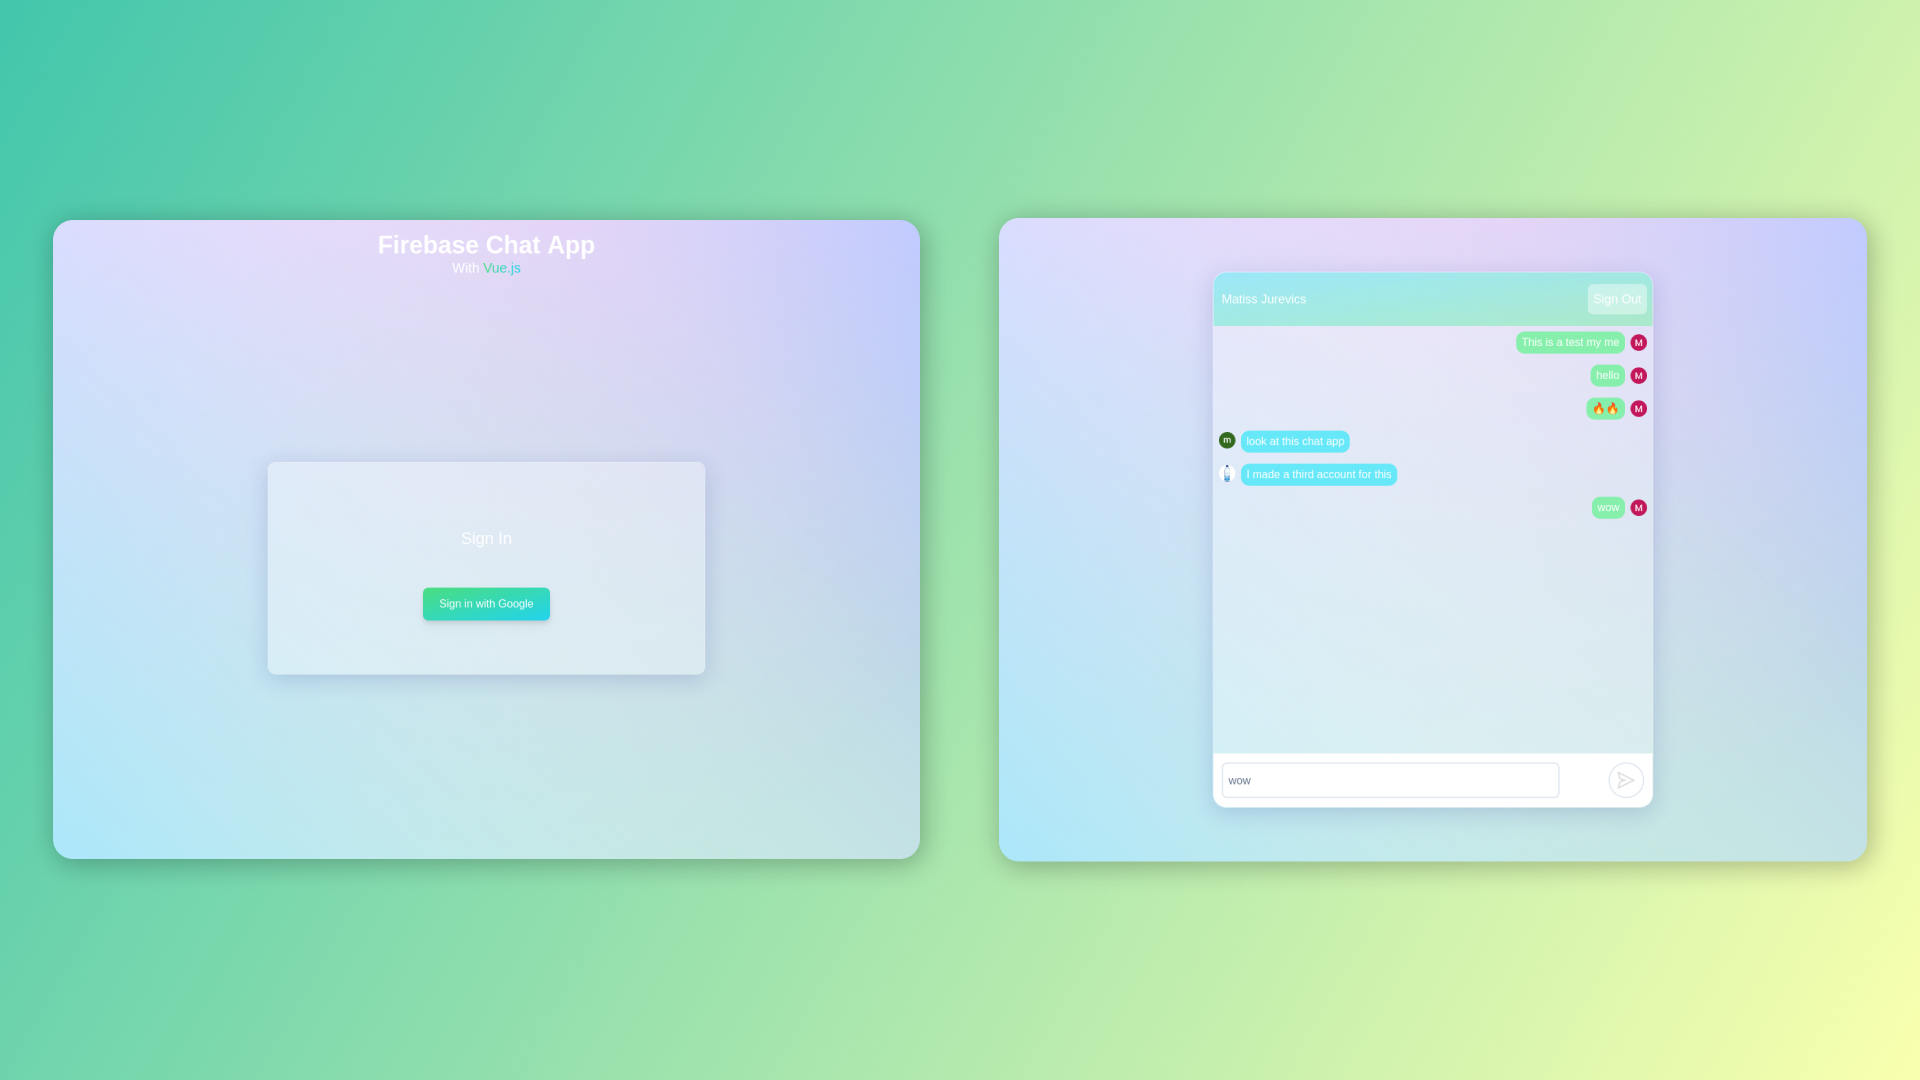 Firebase Chat App
With Vue.js
Sign In
Sign in with Google
Matiss Jurevics
Sign Out
This is a test my me M
hello M
🔥🔥 M
m look at this chat app
I made a third account for this
wow M
wow